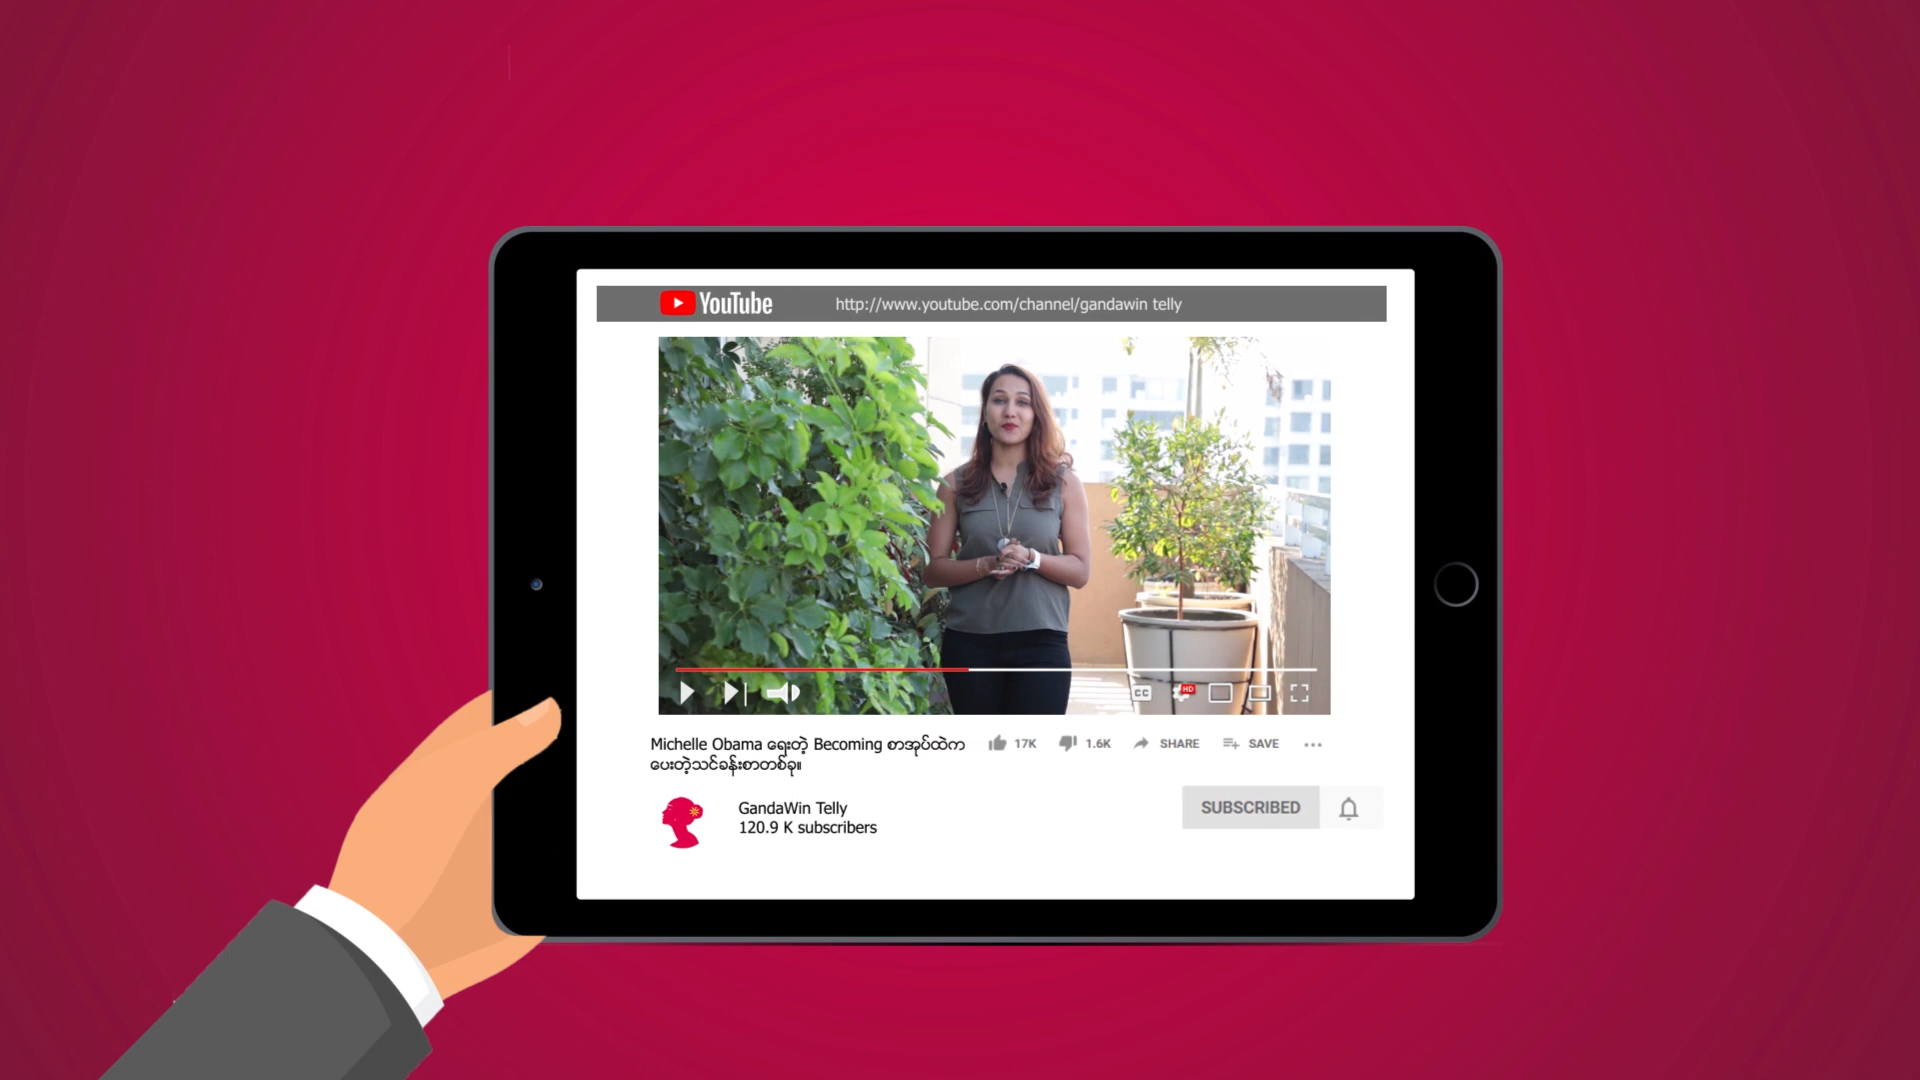 YouTube http://www.youtube.com/channel/gandawin telly
CC HD
Michelle Obama ရေးတဲ့ Becoming စာအုပ်ထဲက
ပေးတဲ့သင်ခန်းစာတစ်ခု။
17K 1.6K SHARE SAVE
GandaWin Telly
120.9 K subscribers
SUBSCRIBED